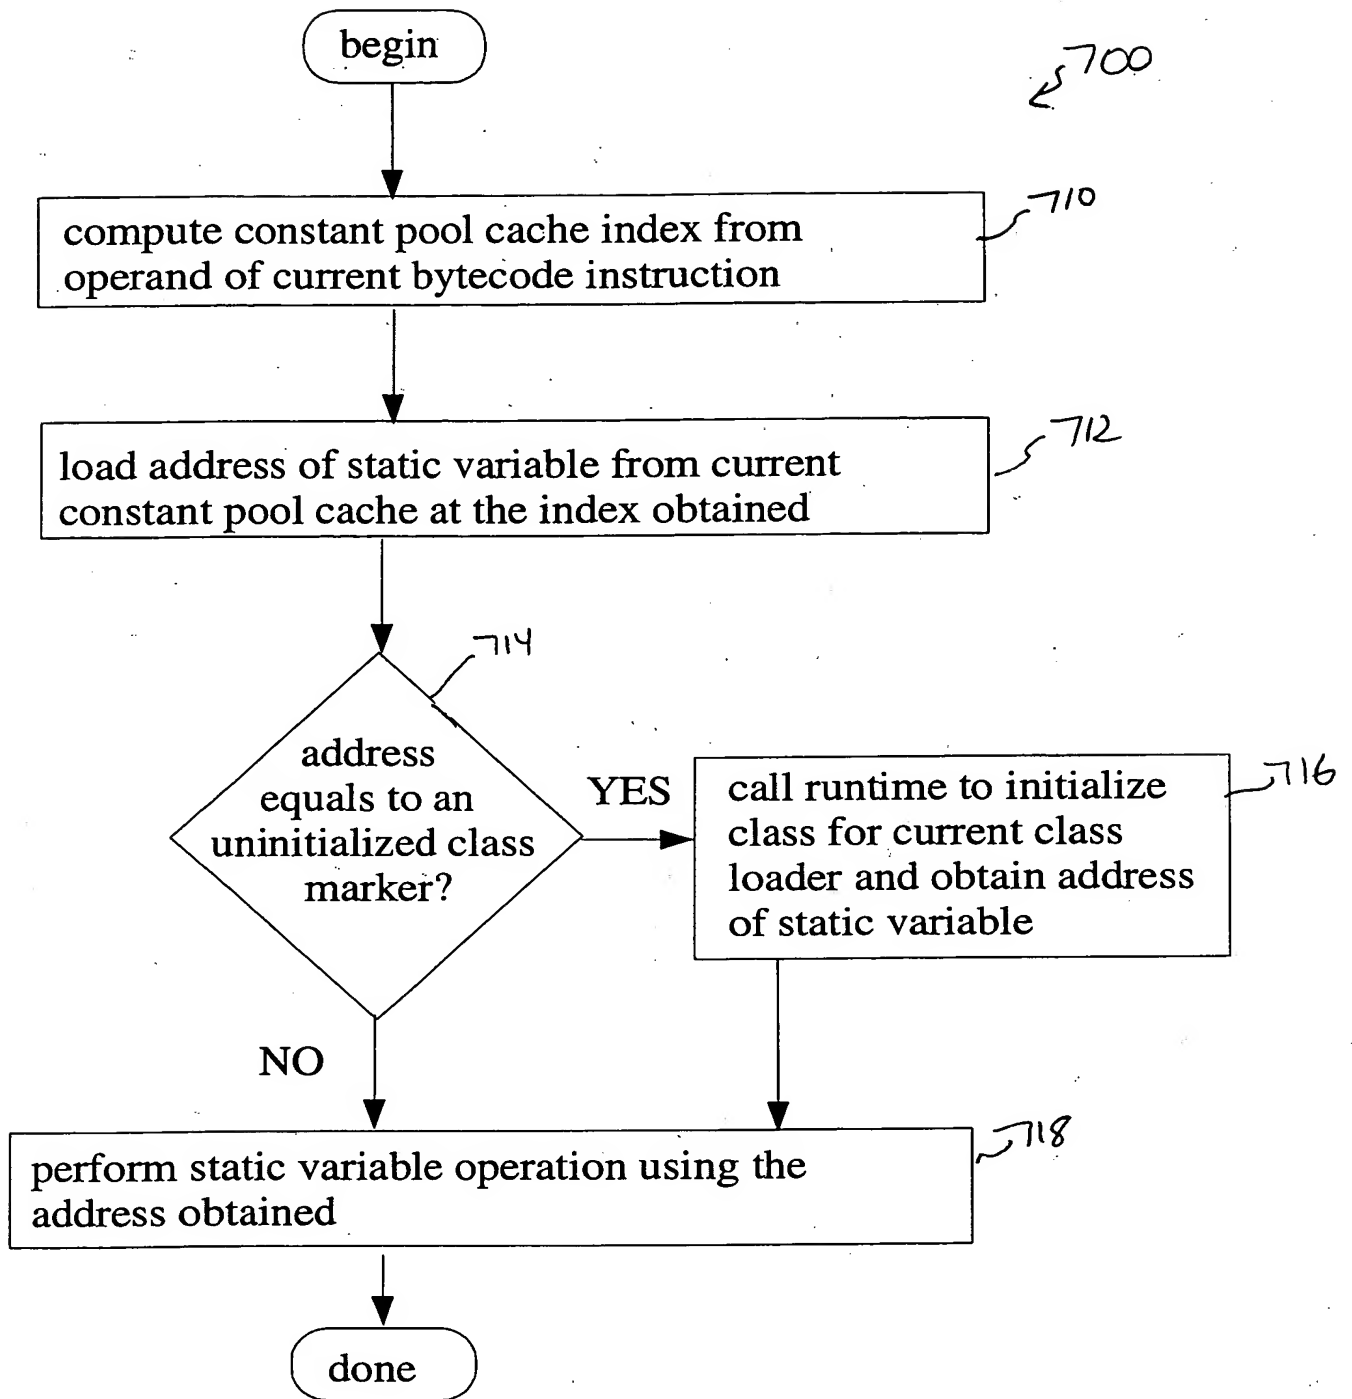 begin
700
compute constant pool cache index from
operand of current bytecode instruction
710
load address of static variable from current
constant pool cache at the index obtained
712
714
address
equals to an
uninitialized class
marker?
YES
call runtime to initialize
class for current class
loader and obtain address
of static variable
716
NO
perform static variable operation using the
address obtained
718
done